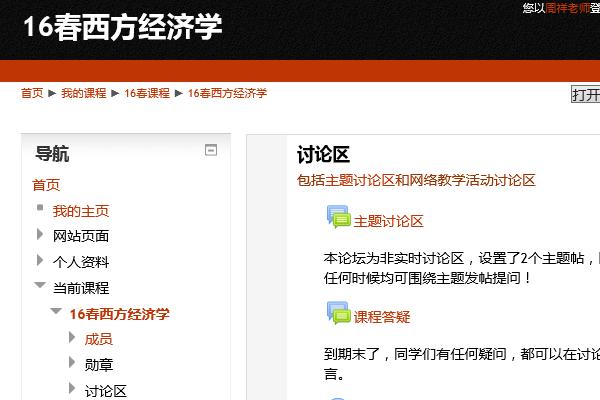 您以周祥老师登
16春西方经济学
首页 ▶ 我的课程 ▶ 16春课程 ▶ 16春西方经济学
打开
导航
首页
我的主页
网站页面
个人资料
当前课程
16春西方经济学
成员
勋章
讨论区
讨论区
包括主题讨论区和网络教学活动讨论区
主题讨论区
本论坛为非实时讨论区，设置了2个主题帖，
任何时候均可围绕主题发帖提问！
课程答疑
到期末了，同学们有任何疑问，都可以在讨论
言。